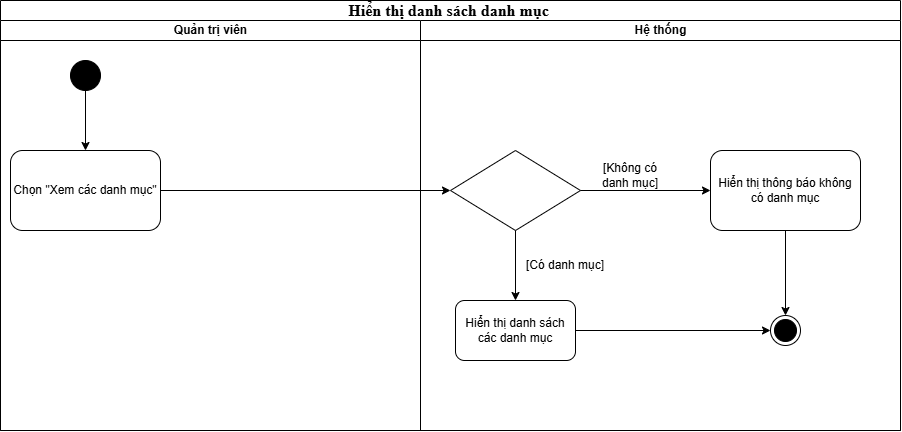 Hiển thị danh sách danh mục
Quản trị viên
Hệ thống
Chọn "Xem các danh mục"
[Không có
danh mục]
Hiển thị thông báo không
có danh mục
[Có danh mục]
Hiển thị danh sách
các danh mục